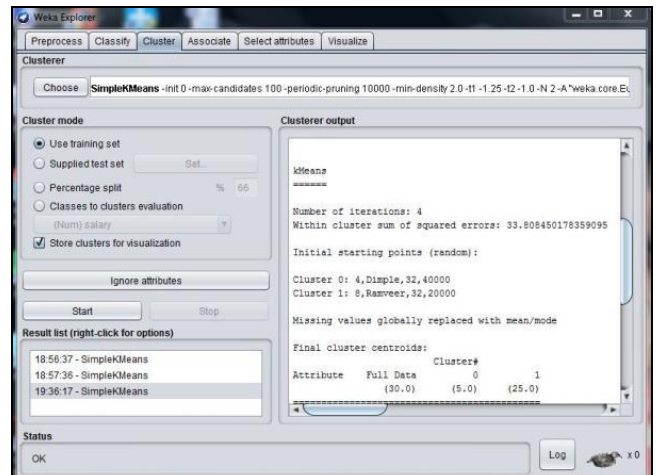 Weka Explorer
Preprocess Classify Cluster Associate Select attributes Visualize
Clusterer
Choose SimpleKMeans -init 0 -max-candidates 100 -periodic-pruning 10000 -min-density 2.0 -t1 -1.25 -t2 -1.0 -N 2 -A "weka.core.Eu
Cluster mode
Use training set
Supplied test set Set...
Percentage split % 66
Classes to clusters evaluation
(Num) salary
Store clusters for visualization
Ignore attributes
Start Stop
Result list (right-click for options)
18:56:37 - SimpleKMeans
18:57:36 - SimpleKMeans
19:36:17 - SimpleKMeans
Clusterer output
kMeans
======
Number of iterations: 4
Within cluster sum of squared errors: 33.808450178359095
Initial starting points (random):
Cluster 0: 4,Dimple,32,40000
Cluster 1: 8,Ramveer,32,20000
Missing values globally replaced with mean/mode
Final cluster centroids:
Cluster#
Attribute Full Data 0 1
(30.0) (5.0) (25.0)
Status
OK
Log x 0